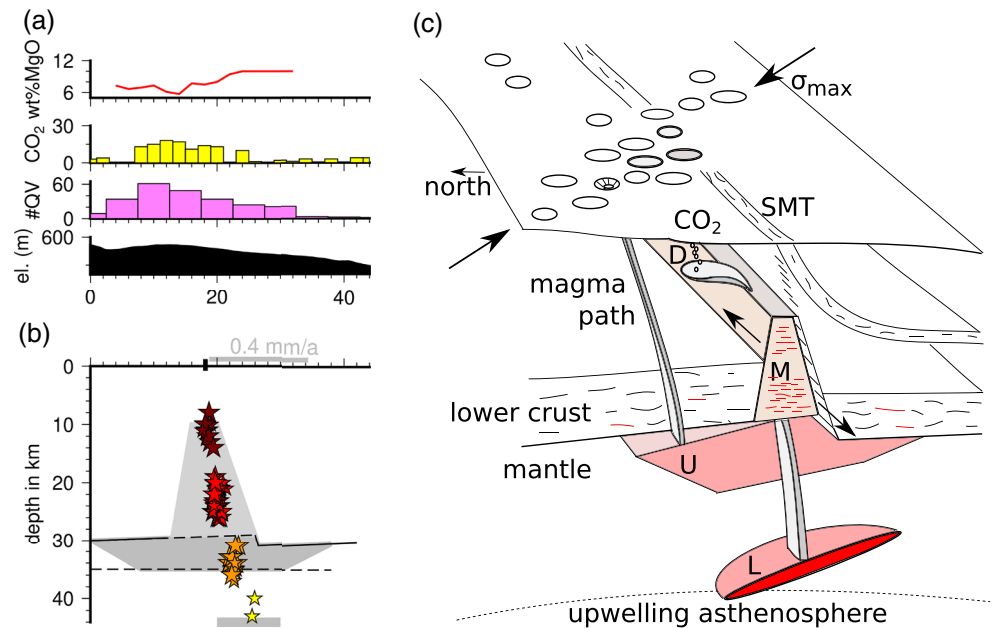 (a)
12
6
wt%MgO
30
0
CO2
60
0
#QV
600
el. (m)
0
20
40
(b)
0.4 mm/a
0
10
20
30
40
depth in km
(c)
σmax
north
SMT
CO2
D
magma
path
M
lower crust
U
mantle
L
upwelling asthenosphere